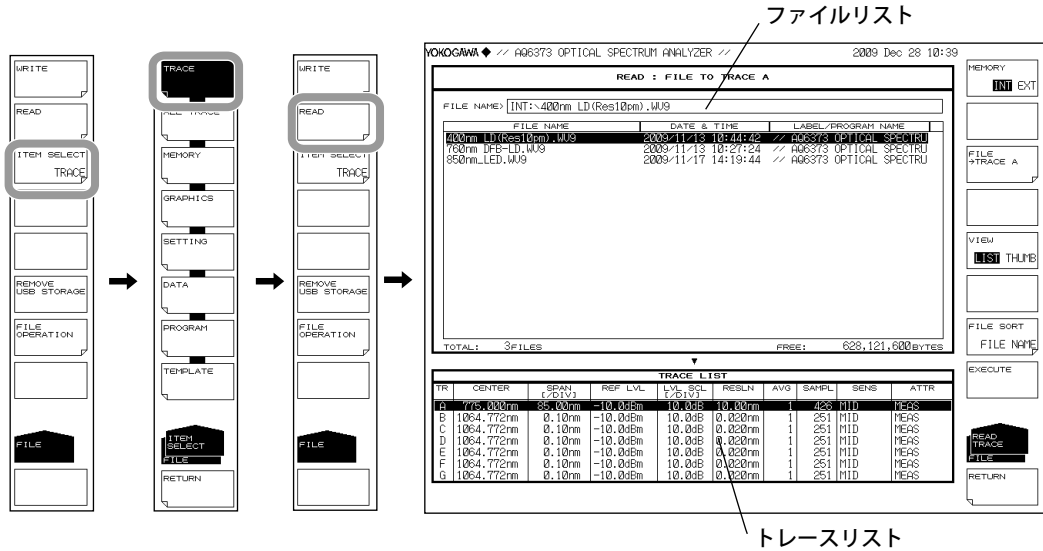 ファイルリスト
WRITE
READ
ITEM SELECT
TRACE
REMOVE
USB STORAGE
FILE
OPERATION
FILE
TRACE
MEMORY
GRAPHICS
SETTING
DATA
PROGRAM
TEMPLATE
ITEM
SELECT
FILE
RETURN
WRITE
READ
ITEM SELECT
TRACE
REMOVE
USB STORAGE
FILE
OPERATION
FILE
YOKOGAWA ◆ // AQ6373 OPTICAL SPECTRUM ANALYZER // 2009 Dec 28 10:39
READ : FILE TO TRACE A
FILE NAME> INT:\400nm LD(Res10pm).WV9
FILE NAME DATE & TIME LABEL/PROGRAM NAME
400nm LD(Res10pm).WV9 2009/11/13 10:44:42 // AQ6373 OPTICAL SPECTRU
760nm DFB-LD.WV9 2009/11/13 10:27:24 // AQ6373 OPTICAL SPECTRU
850nm_LED.WV9 2009/11/17 14:19:44 // AQ6373 OPTICAL SPECTRU
TOTAL: 3FILES FREE: 628,121,600BYTES
▼
TRACE LIST
TR CENTER SPAN [/DIV] REF LVL LVL SCL [/DIV] RESLN AVG SAMPL SENS ATTR
A 775.000nm 85.00nm -10.0dBm 10.0dB 10.00nm 1 426 MID MEAS
B 1064.772nm 0.10nm -10.0dBm 10.0dB 0.020nm 1 251 MID MEAS
C 1064.772nm 0.10nm -10.0dBm 10.0dB 0.020nm 1 251 MID MEAS
D 1064.772nm 0.10nm -10.0dBm 10.0dB 0.020nm 1 251 MID MEAS
E 1064.772nm 0.10nm -10.0dBm 10.0dB 0.020nm 1 251 MID MEAS
F 1064.772nm 0.10nm -10.0dBm 10.0dB 0.020nm 1 251 MID MEAS
G 1064.772nm 0.10nm -10.0dBm 10.0dB 0.020nm 1 251 MID MEAS
MEMORY
INT EXT
FILE
→TRACE A
VIEW
LIST THUMB
FILE SORT
FILE NAME
EXECUTE
READ
TRACE
FILE
RETURN
トレースリスト